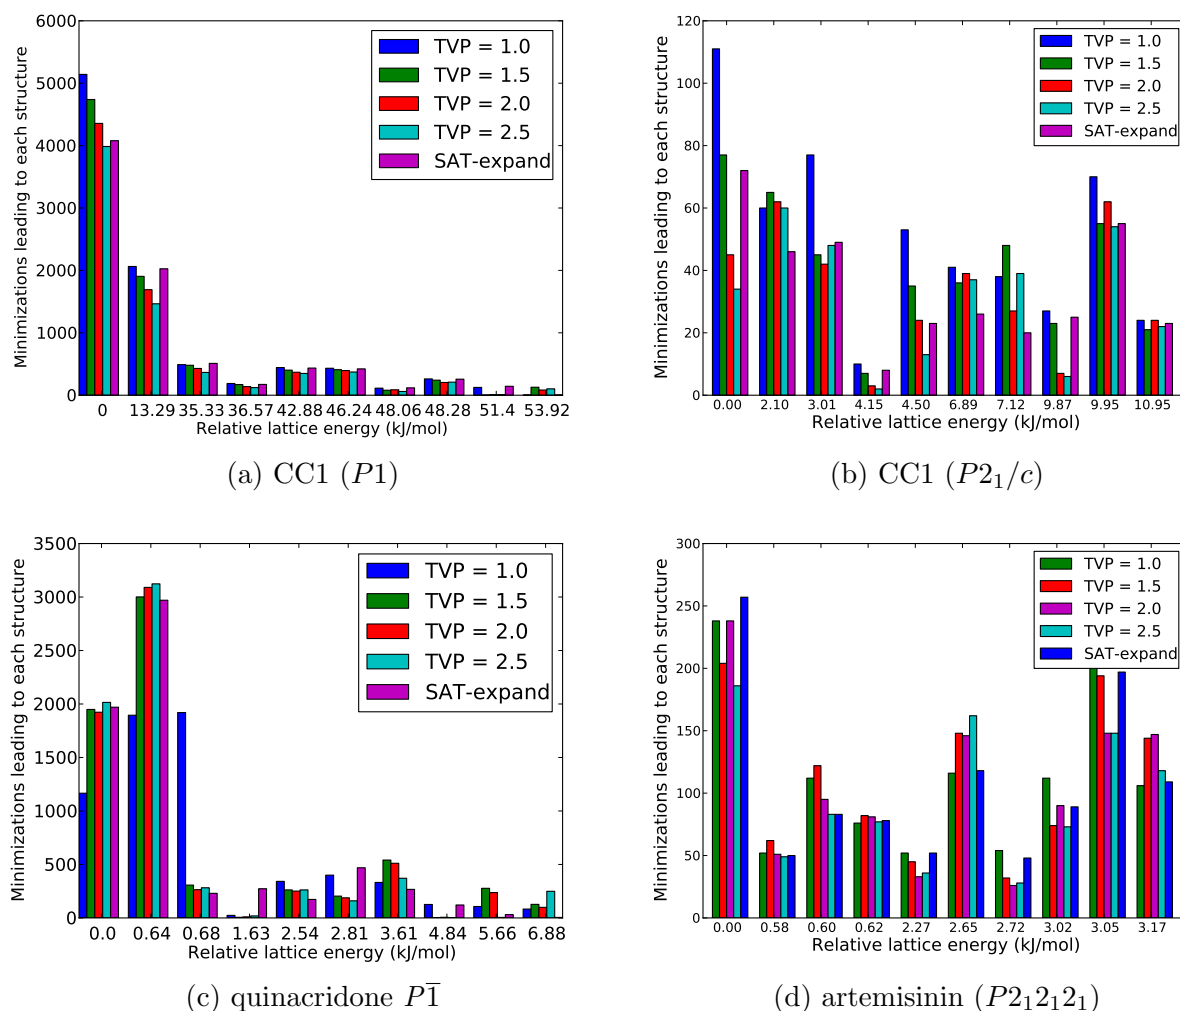 Minimizations leading to each structure
6000
5000
4000
3000
2000
1000
0
TVP = 1.0
TVP = 1.5
TVP = 2.0
TVP = 2.5
SAT-expand
0 13.29 35.33 36.57 42.88 46.24 48.06 48.28 51.4 53.92
Relative lattice energy (kJ/mol)
(a) CC1 (P1)
Minimizations leading to each structure
120
100
80
60
40
20
0
TVP = 1.0
TVP = 1.5
TVP = 2.0
TVP = 2.5
SAT-expand
0.00 2.10 3.01 4.15 4.50 6.89 7.12 9.87 9.95 10.95
Relative lattice energy (kJ/mol)
(b) CC1 (P2₁/c)
Minimizations leading to each structure
3500
3000
2500
2000
1500
1000
500
0
TVP = 1.0
TVP = 1.5
TVP = 2.0
TVP = 2.5
SAT-expand
0.0 0.64 0.68 1.63 2.54 2.81 3.61 4.84 5.66 6.88
Relative lattice energy (kJ/mol)
(c) quinacridone P1̅
Minimizations leading to each structure
300
250
200
150
100
50
0
TVP = 1.0
TVP = 1.5
TVP = 2.0
TVP = 2.5
SAT-expand
0.00 0.58 0.60 0.62 2.27 2.65 2.72 3.02 3.05 3.17
Relative lattice energy (kJ/mol)
(d) artemisinin (P2₁2₁2₁)